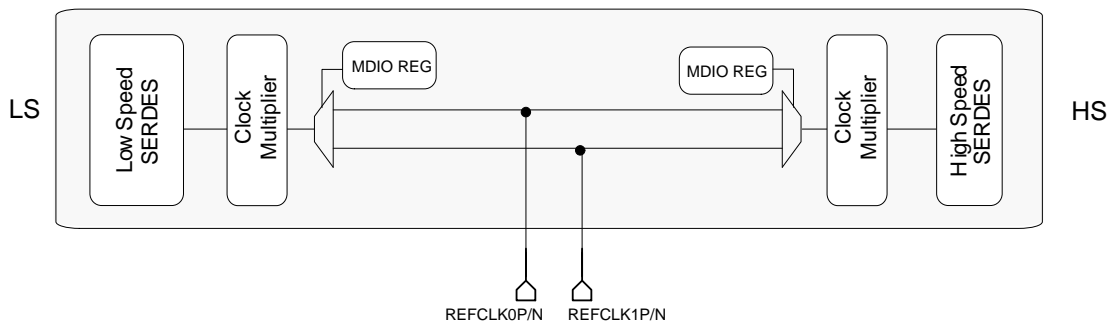 LS
Low Speed
SERDES
Clock
Multiplier
MDIO REG
MDIO REG
Clock
Multiplier
High Speed
SERDES
HS
REFCLK0P/N
REFCLK1P/N